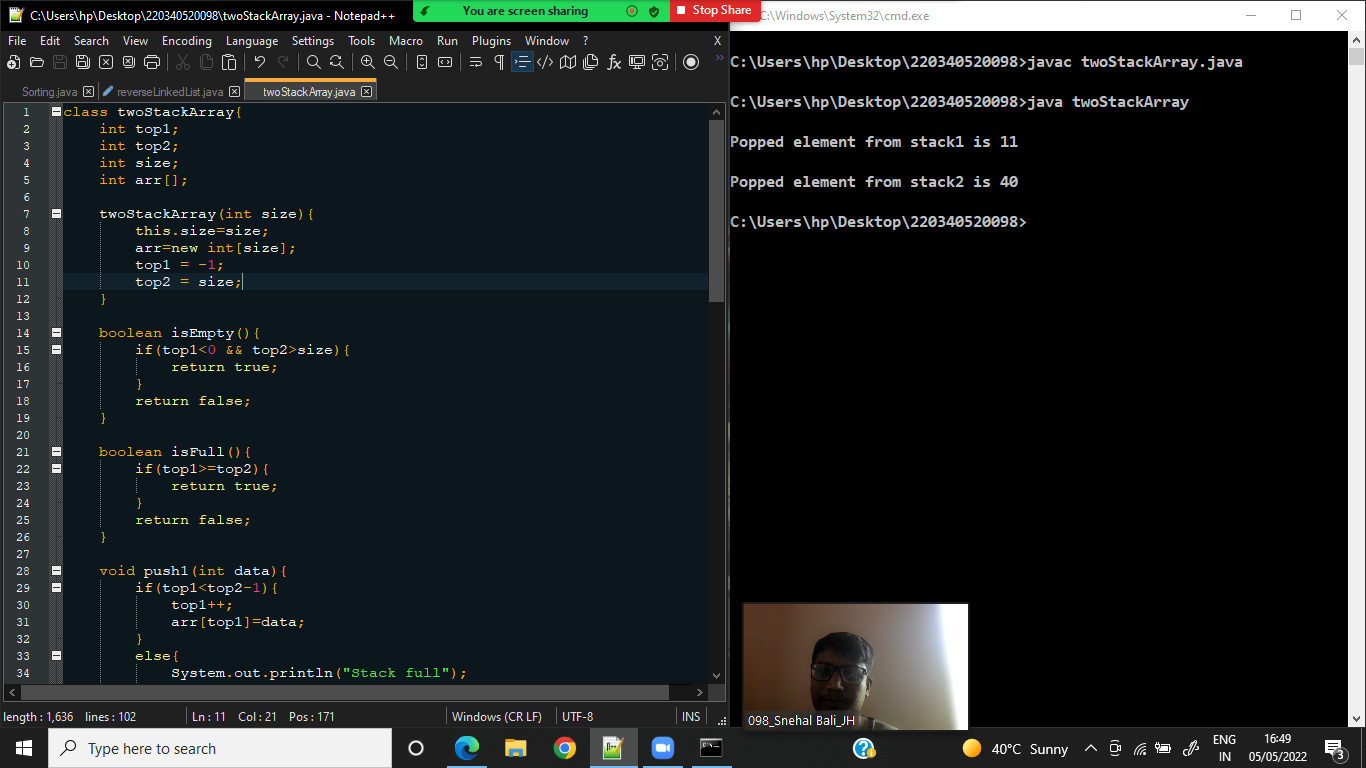 C:\Users\hp\Desktop\220340520098\twoStackArray.java - Notepad++
You are screen sharing
Stop Share
C:\Windows\System32\cmd.exe
File Edit Search View Encoding Language Settings Tools Macro Run Plugins Window ? X
Sorting.java reverseLinkedList.java twoStackArray.java
1 class twoStackArray{
2 int top1;
3 int top2;
4 int size;
5 int arr[];
6
7 twoStackArray(int size){
8 this.size=size;
9 arr=new int[size];
10 top1 = -1;
11 top2 = size;
12 }
13
14 boolean isEmpty(){
15 if(top1<0 && top2>size){
16 return true;
17 }
18 return false;
19 }
20
21 boolean isFull(){
22 if(top1>=top2){
23 return true;
24 }
25 return false;
26 }
27
28 void push1(int data){
29 if(top1<top2-1){
30 top1++;
31 arr[top1]=data;
32 }
33 else{
34 System.out.println("Stack full");
length : 1,636 lines : 102 Ln : 11 Col : 21 Pos : 171 Windows (CR LF) UTF-8 INS
C:\Users\hp\Desktop\220340520098>javac twoStackArray.java
C:\Users\hp\Desktop\220340520098>java twoStackArray
Popped element from stack1 is 11
Popped element from stack2 is 40
C:\Users\hp\Desktop\220340520098>
098_Snehal Bali_JH
Type here to search
40°C Sunny
ENG
IN
16:49
05/05/2022
3